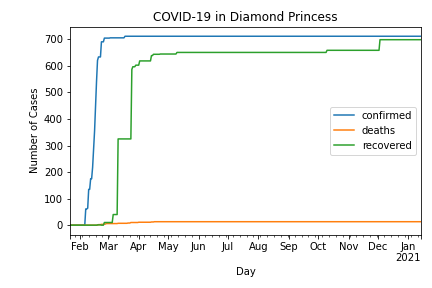 COVID-19 in Diamond Princess
Number of Cases
700
600
500
400
300
200
100
0
confirmed
deaths
recovered
Feb Mar Apr May Jun Jul Aug Sep Oct Nov Dec Jan
2021
Day